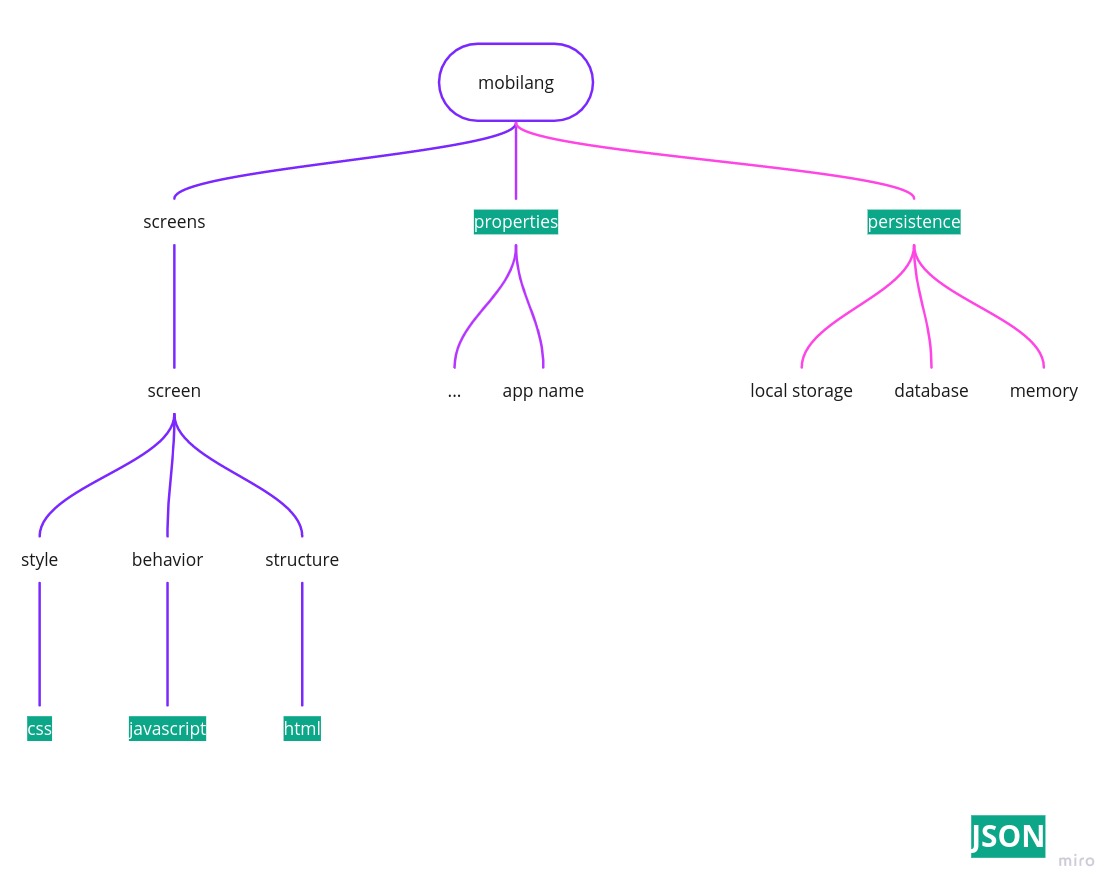 mobilang
screens
properties
persistence
screen
...
app name
local storage
database
memory
style
behavior
structure
css
javascript
html
JSON
miro